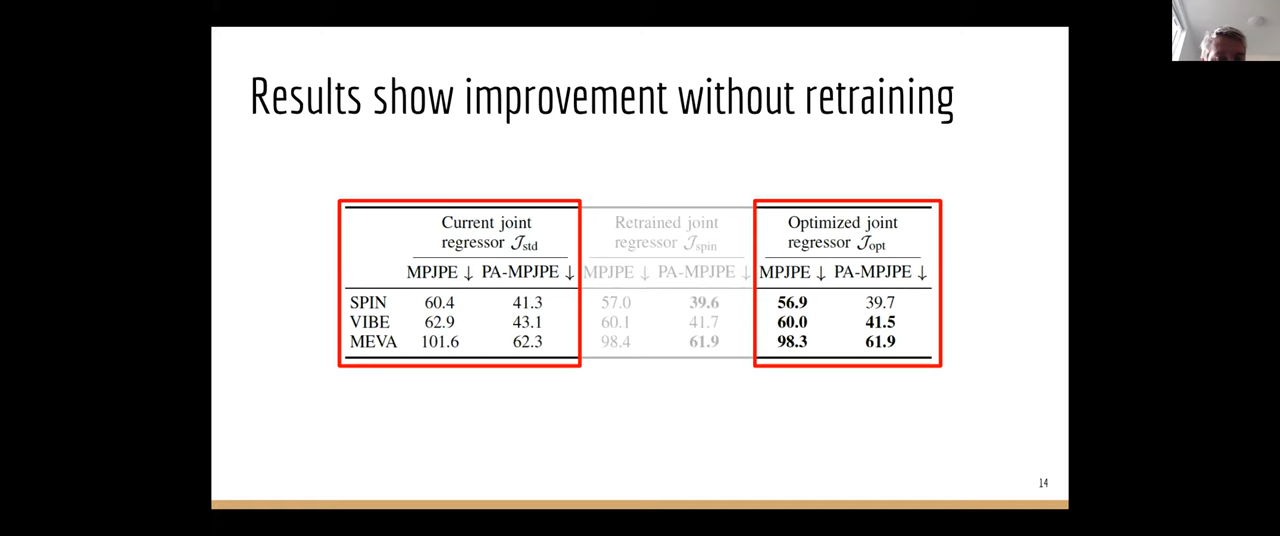 Results show improvement without retraining
Current joint regressor 𝒥std
Retrained joint regressor 𝒥spin
Optimized joint regressor 𝒥opt
MPJPE ↓ PA-MPJPE ↓ MPJPE ↓ PA-MPJPE ↓ MPJPE ↓ PA-MPJPE ↓
SPIN 60.4 41.3 57.0 39.6 56.9 39.7
VIBE 62.9 43.1 60.1 41.7 60.0 41.5
MEVA 101.6 62.3 98.4 61.9 98.3 61.9
14